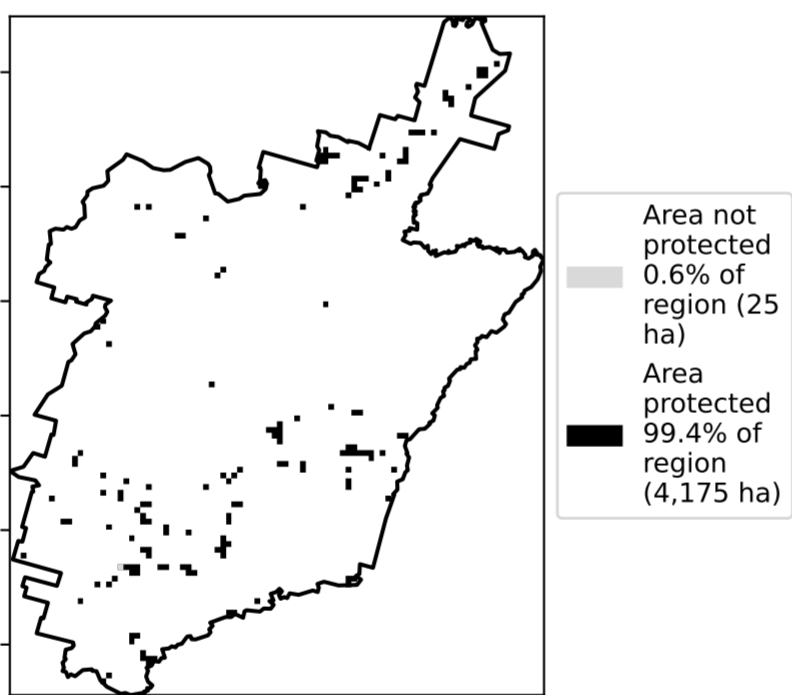 Area not
protected
0.6% of
region (25
ha)
Area
protected
99.4% of
region
(4,175 ha)